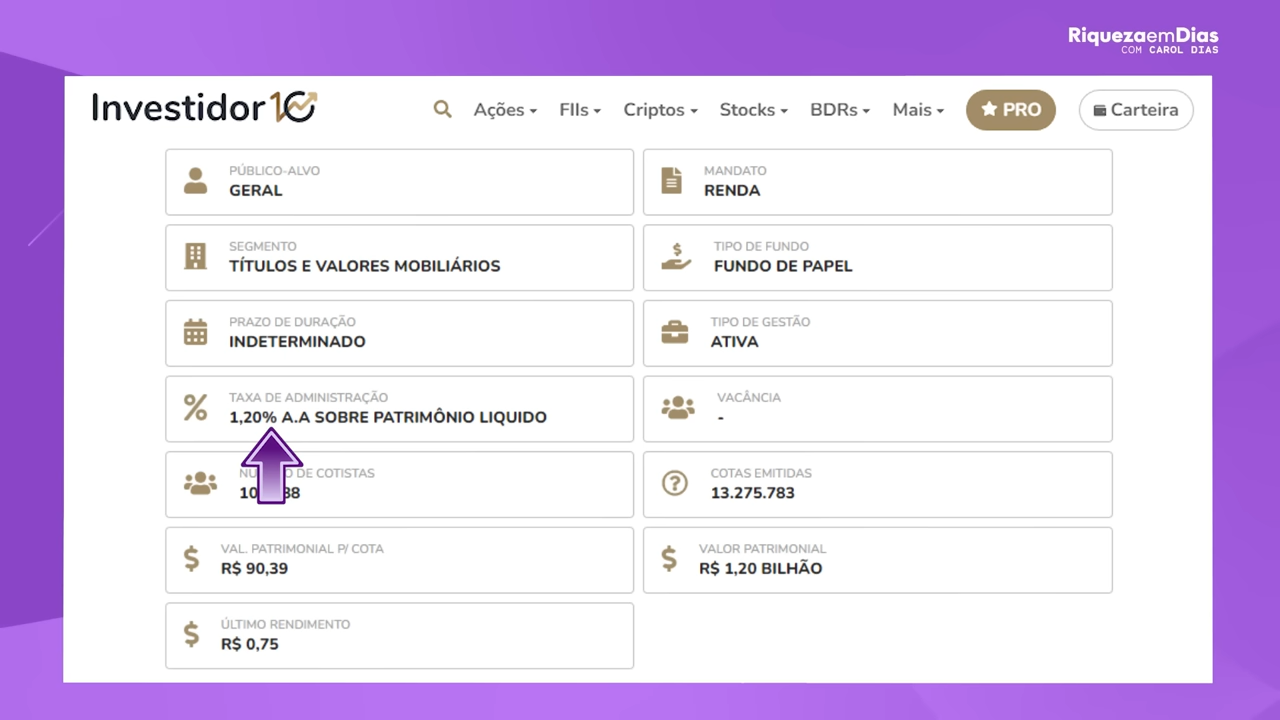 RiquezaemDias
COM CAROL DIAS
Investidor10
Ações
FIIs
Criptos
Stocks
BDRs
Mais
PRO
Carteira
PÚBLICO-ALVO
GERAL
MANDATO
RENDA
SEGMENTO
TÍTULOS E VALORES MOBILIÁRIOS
TIPO DE FUNDO
FUNDO DE PAPEL
PRAZO DE DURAÇÃO
INDETERMINADO
TIPO DE GESTÃO
ATIVA
TAXA DE ADMINISTRAÇÃO
1,20% A.A SOBRE PATRIMÔNIO LIQUIDO
VACÂNCIA
-
DE COTISTAS
COTAS EMITIDAS
13.275.783
VAL. PATRIMONIAL P/ COTA
R$ 90,39
VALOR PATRIMONIAL
R$ 1,20 BILHÃO
ÚLTIMO RENDIMENTO
R$ 0,75